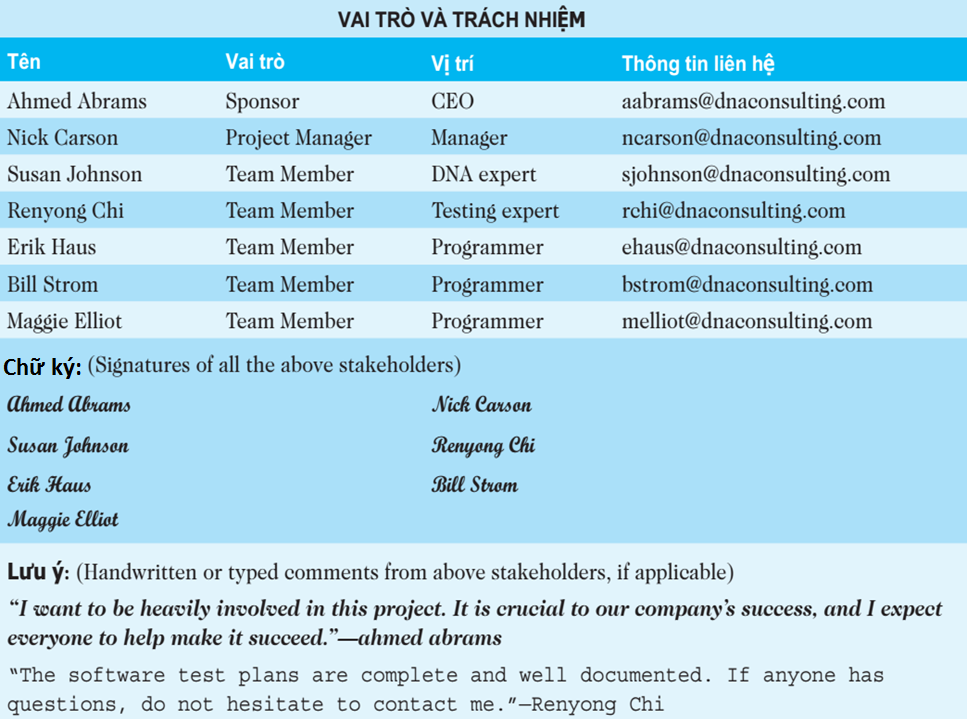 VAI TRÒ VÀ TRÁCH NHIỆM
Tên Vai trò Vị trí Thông tin liên hệ
Ahmed Abrams Sponsor CEO aabrams@dnaconsulting.com
Nick Carson Project Manager Manager ncarson@dnaconsulting.com
Susan Johnson Team Member DNA expert sjohnson@dnaconsulting.com
Renyong Chi Team Member Testing expert rchi@dnaconsulting.com
Erik Haus Team Member Programmer ehaus@dnaconsulting.com
Bill Strom Team Member Programmer bstrom@dnaconsulting.com
Maggie Elliot Team Member Programmer melliot@dnaconsulting.com
Chữ ký: (Signatures of all the above stakeholders)
Ahmed Abrams Nick Carson
Susan Johnson Renyong Chi
Erik Haus Bill Strom
Maggie Elliot
Lưu ý: (Handwritten or typed comments from above stakeholders, if applicable)
“I want to be heavily involved in this project. It is crucial to our company’s success, and I expect
everyone to help make it succeed.”—ahmed abrams
“The software test plans are complete and well documented. If anyone has
questions, do not hesitate to contact me.”—Renyong Chi